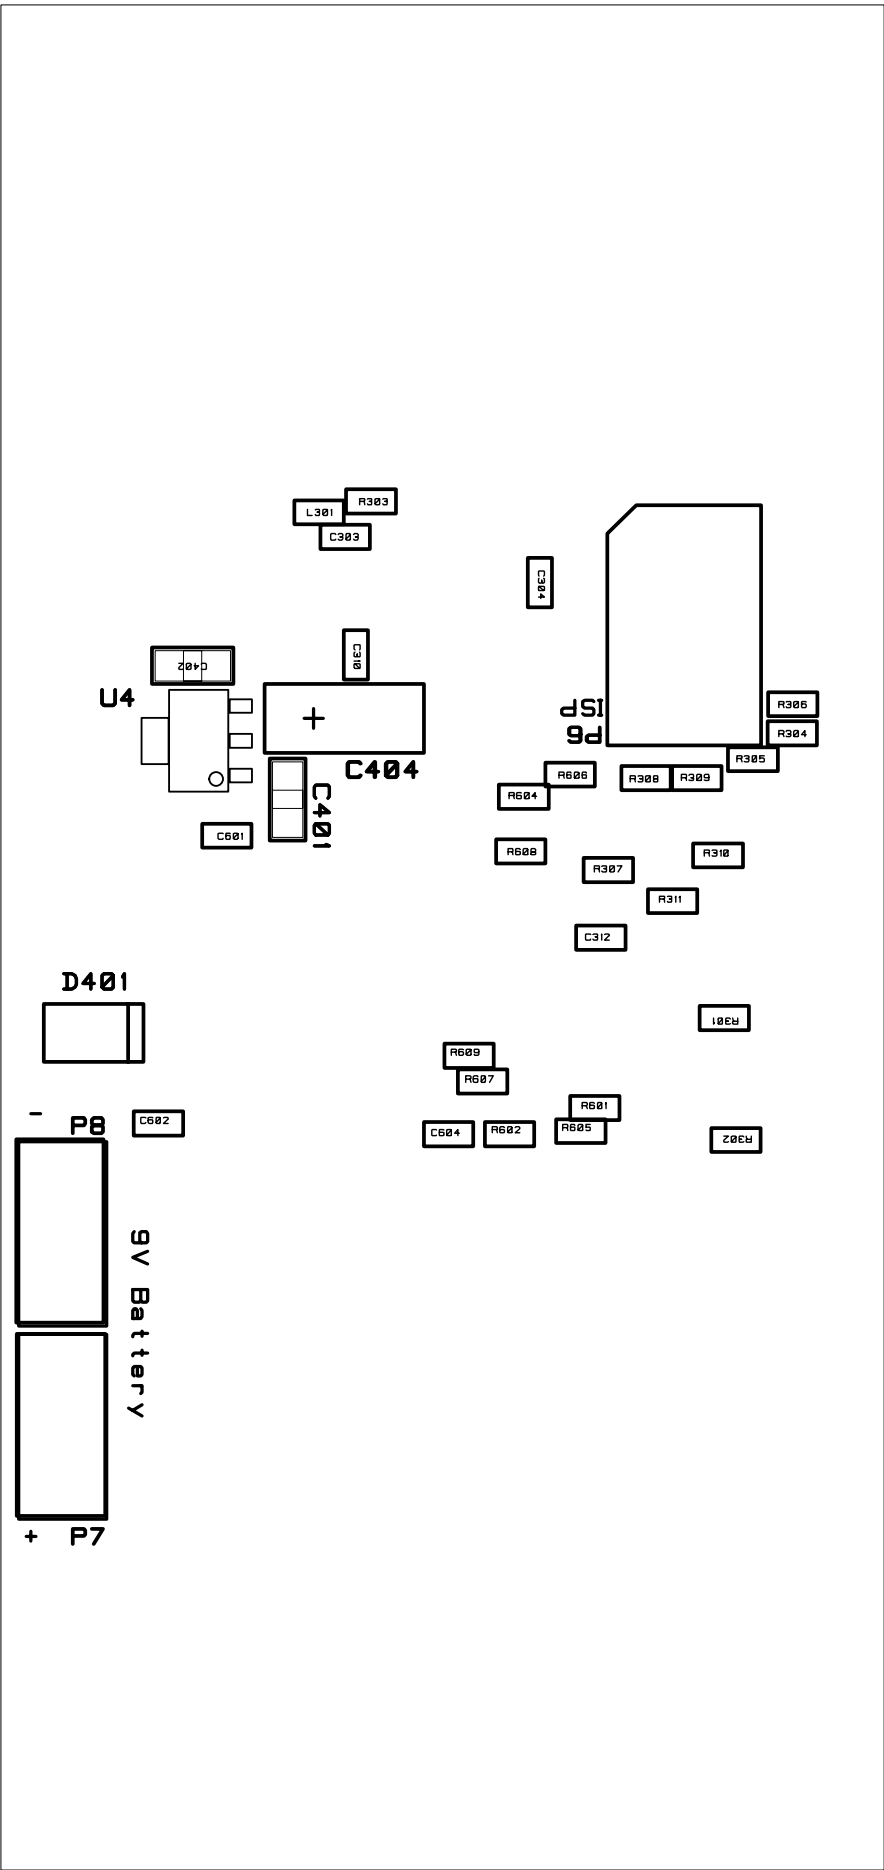 R303
L301
C303
C304
C310
C402
U4
R306
ISP
R304
P6
R305
C404
R606
R308
R309
R604
C401
C601
R608
R310
R307
R311
C312
D401
R301
R609
R607
R601
-
P8
C602
C604
R602
R605
R302
9V Battery
+ P7